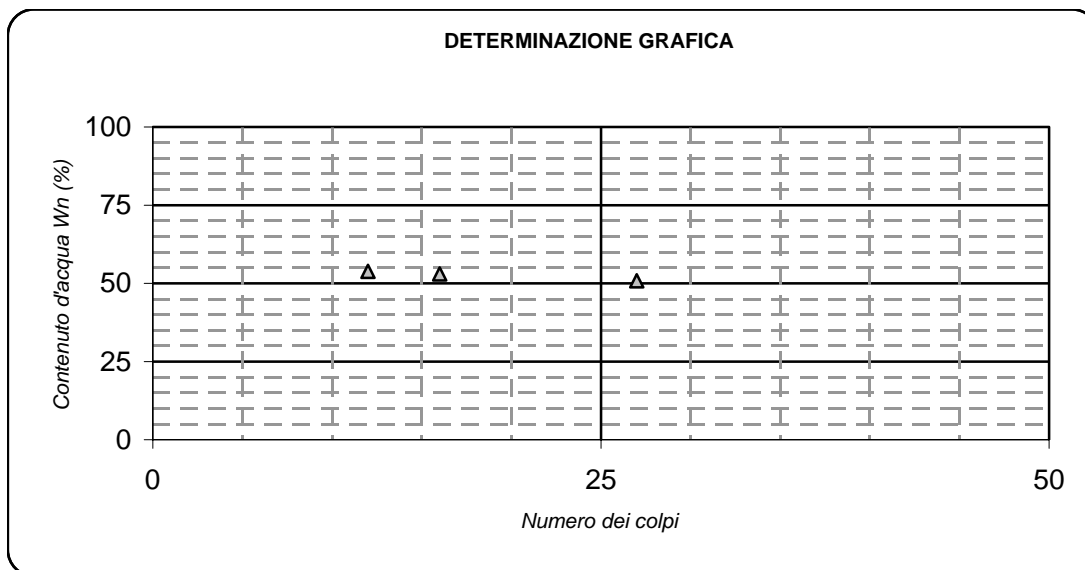 DETERMINAZIONE GRAFICA
Contenuto d'acqua Wn (%)
100
75
50
25
0
0 25 50
Numero dei colpi